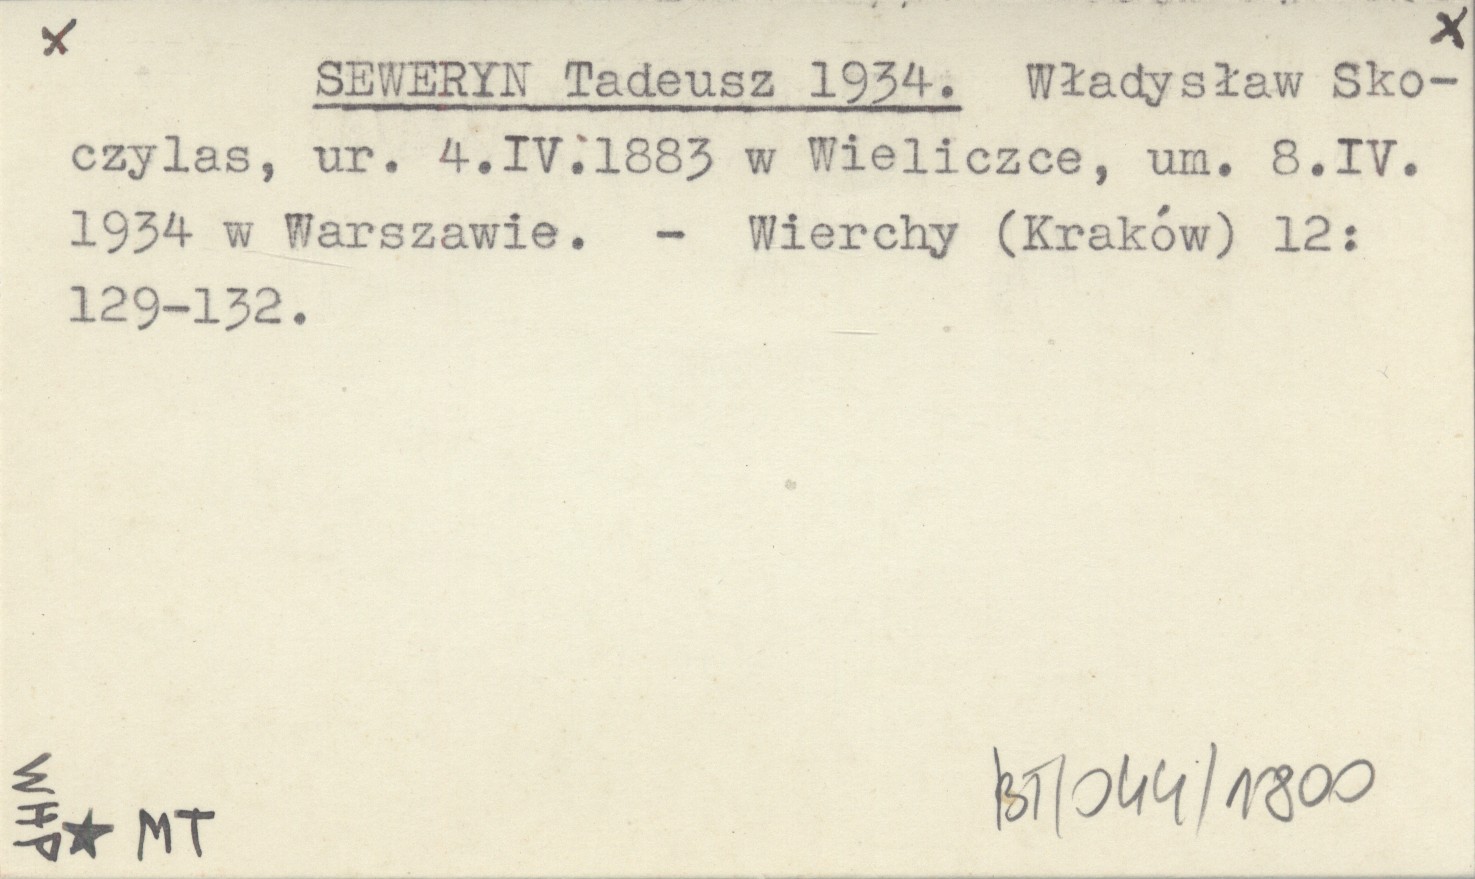 x x
SEWERYN Tadeusz 1934. Władysław Sko-
czylas, ur. 4.IV.1883 w Wieliczce, um. 8.IV.
1934 w Warszawie. - Wierchy (Kraków) 12:
129-132.
WHP ★ MT
BT/044/1800